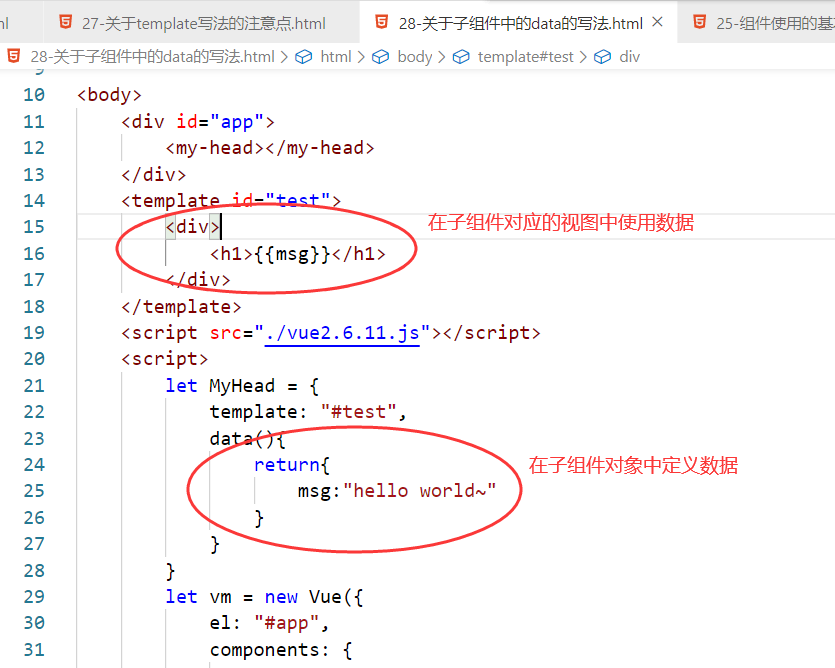 nl 27-关于template写法的注意点.html 28-关于子组件中的data的写法.html × 25-组件使用的基
28-关于子组件中的data的写法.html > html > body > template#test > div
9
10 <body>
11 <div id="app">
12 <my-head></my-head>
13 </div>
14 <template id="test">
15 <div> 在子组件对应的视图中使用数据
16 <h1>{{msg}}</h1>
17 </div>
18 </template>
19 <script src="./vue2.6.11.js"></script>
20 <script>
21 let MyHead = {
22 template: "#test",
23 data(){
24 return{ 在子组件对象中定义数据
25 msg:"hello world~"
26 }
27 }
28 }
29 let vm = new Vue({
30 el: "#app",
31 components: {